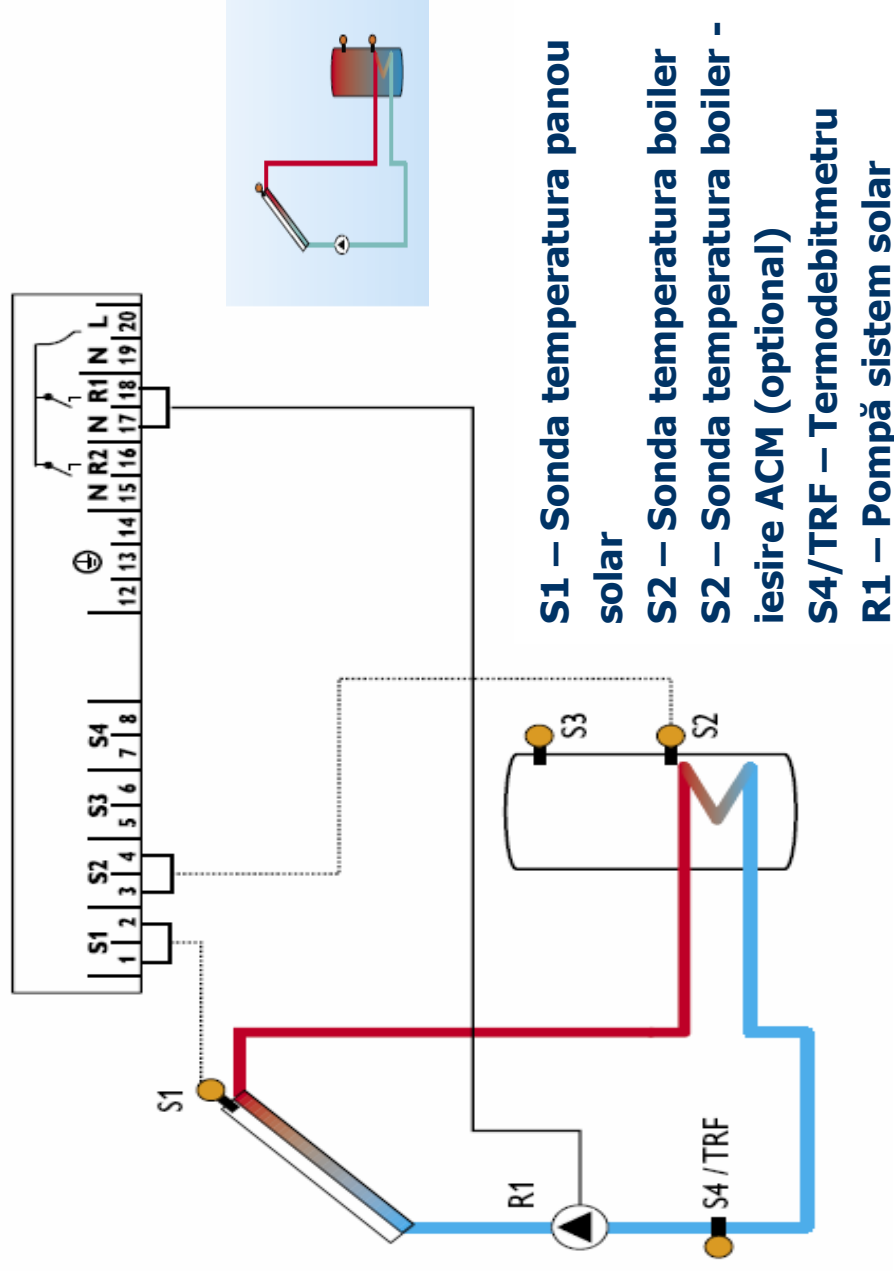 S1 S2 S3 S4 N R2 N R1 N L
1 2 3 4 5 6 7 8 12 13 14 15 16 17 18 19 20
S1
R1
S4 / TRF
S3
S2
S1 – Sonda temperatura panou
solar
S2 – Sonda temperatura boiler
S2 – Sonda temperatura boiler -
iesire ACM (optional)
S4/TRF – Termodebitmetru
R1 – Pompă sistem solar